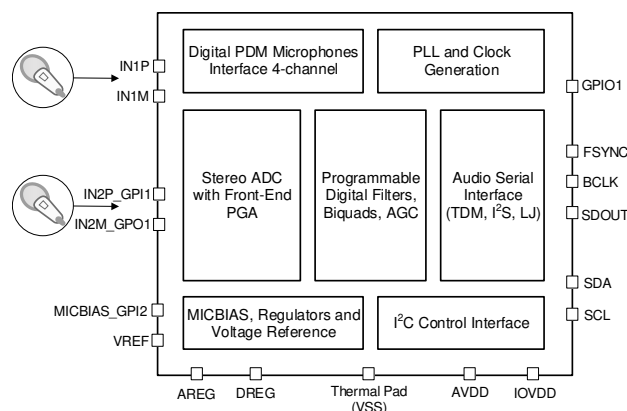 Digital PDM Microphones
Interface 4-channel
PLL and Clock
Generation
IN1P
IN1M
GPIO1
Stereo ADC
with Front-End
PGA
Programmable
Digital Filters,
Biquads, AGC
Audio Serial
Interface
(TDM, I²S, LJ)
FSYNC
BCLK
SDOUT
IN2P_GPI1
IN2M_GPO1
SDA
SCL
MICBIAS_GPI2
VREF
MICBIAS, Regulators and
Voltage Reference
I²C Control Interface
AREG
DREG
Thermal Pad
(VSS)
AVDD
IOVDD